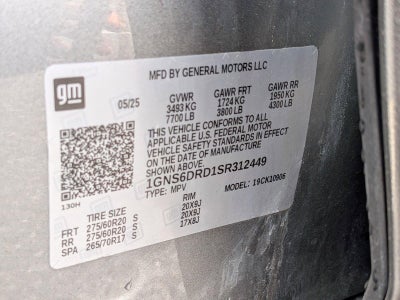 gm
MFD BY GENERAL MOTORS LLC
05/25 GVWR GAWR FRT GAWR RR
3493 KG 1724 KG 1950 KG
7700 LB 3800 LB 4300 LB
THIS VEHICLE CONFORMS TO ALL
APPLICABLE U.S. FEDERAL MOTOR
VEHICLE SAFETY STANDARDS IN EFFECT
ON THE DATE OF MANUFACTURE
SHOWN ABOVE.
1GNS6DRD1SR312449
TYPE: MPV MODEL: 19CK10906
130H
TIRE SIZE RIM
FRT 275/60R20 S 20X9J
RR 275/60R20 S 20X9J
SPA 265/70R17 S 17X8J